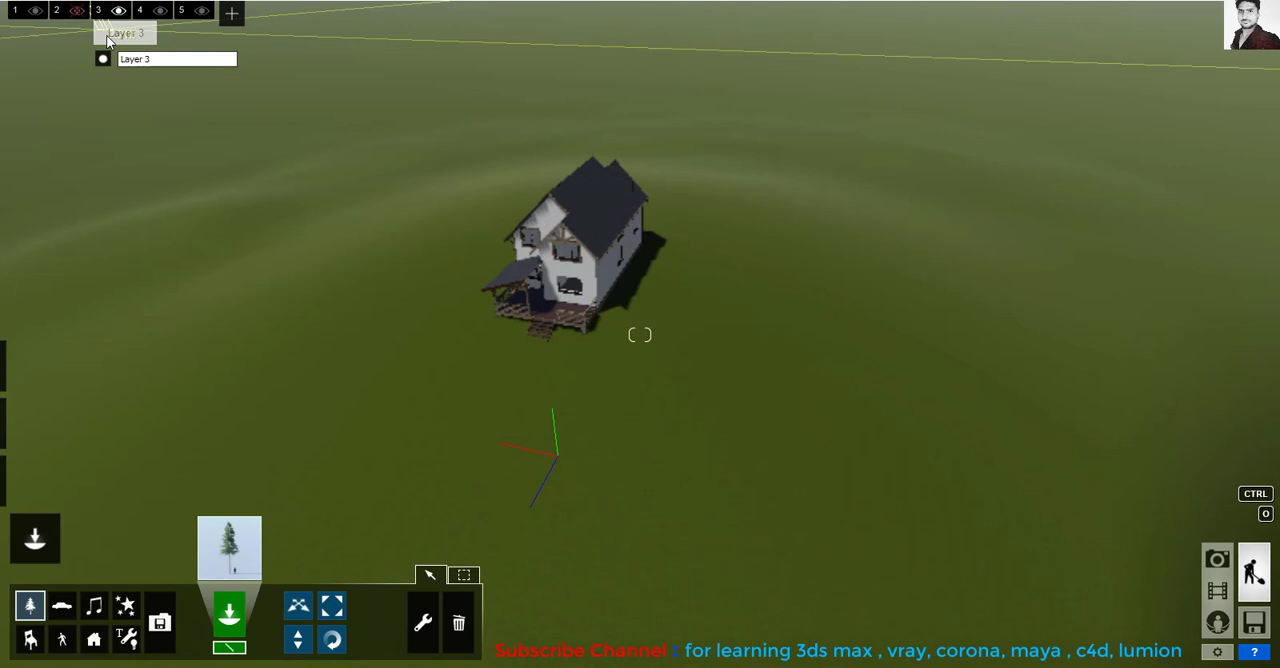 1 2 3 4 5 +
Layer 3
Layer 3
CTRL
O
T
?
Subscribe Channel : for learning 3ds max , vray, corona, maya , c4d, lumion